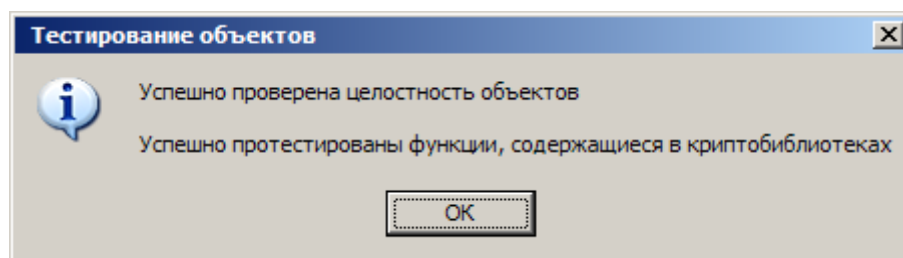 Тестирование объектов
Успешно проверена целостность объектов
Успешно протестированы функции, содержащиеся в криптобиблиотеках
OK